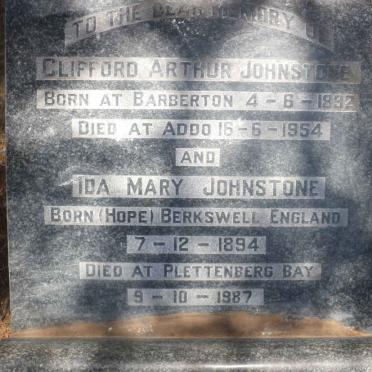 TO THE DEAR MEMORY OF
CLIFFORD ARTHUR JOHNSTONE
BORN AT BARBERTON 4-6-1892
DIED AT ADDO 16-6-1954
AND
IDA MARY JOHNSTONE
BORN (HOPE) BERKSWELL ENGLAND
7-12-1894
DIED AT PLETTENBERG BAY
9-10-1987